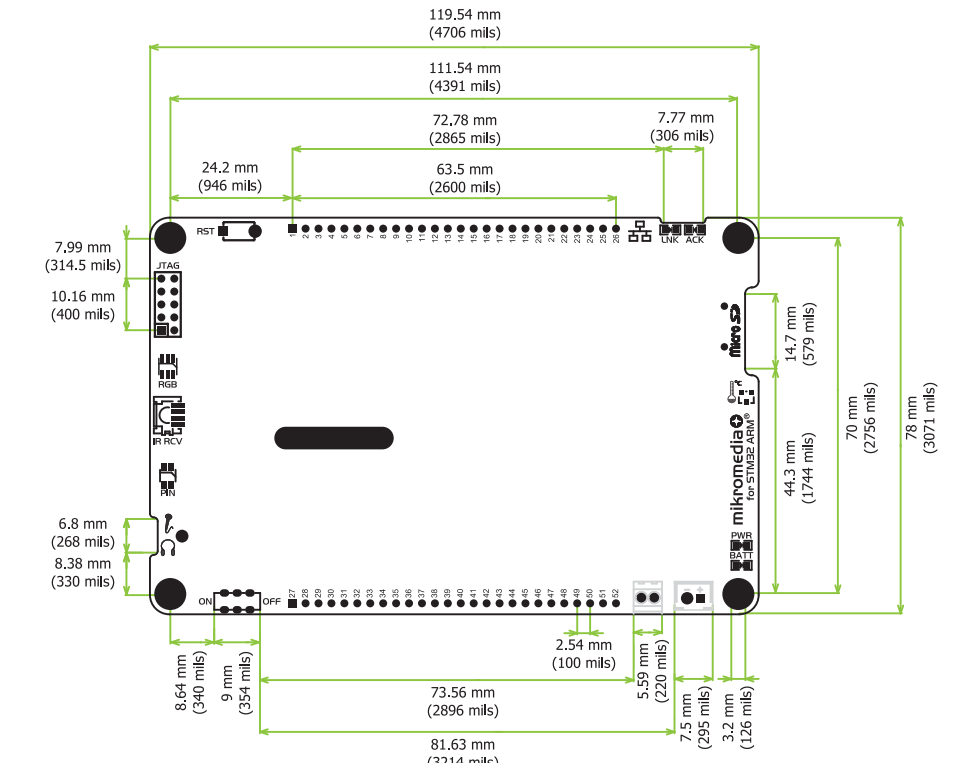 119.54 mm
(4706 mils)
111.54 mm
(4391 mils)
72.78 mm
(2865 mils)
7.77 mm
(306 mils)
24.2 mm
(946 mils)
63.5 mm
(2600 mils)
RST
1 2 3 4 5 6 7 8 9 10 11 12 13 14 15 16 17 18 19 20 21 22 23 24 25 26
LNK ACK
7.99 mm
(314.5 mils)
JTAG
10.16 mm
(400 mils)
micro SD
14.7 mm
(579 mils)
RGB
IR RCV
PIN
mikromedia
for STM32 ARM®
44.3 mm
(1744 mils)
70 mm
(2756 mils)
78 mm
(3071 mils)
6.8 mm
(268 mils)
8.38 mm
(330 mils)
PWR
BATT
ON OFF
27 28 29 30 31 32 33 34 35 36 37 38 39 40 41 42 43 44 45 46 47 48 49 50 51 52
+
8.64 mm
(340 mils)
9 mm
(354 mils)
2.54 mm
(100 mils)
5.59 mm
(220 mils)
7.5 mm
(295 mils)
3.2 mm
(126 mils)
73.56 mm
(2896 mils)
81.63 mm
(3214 mils)